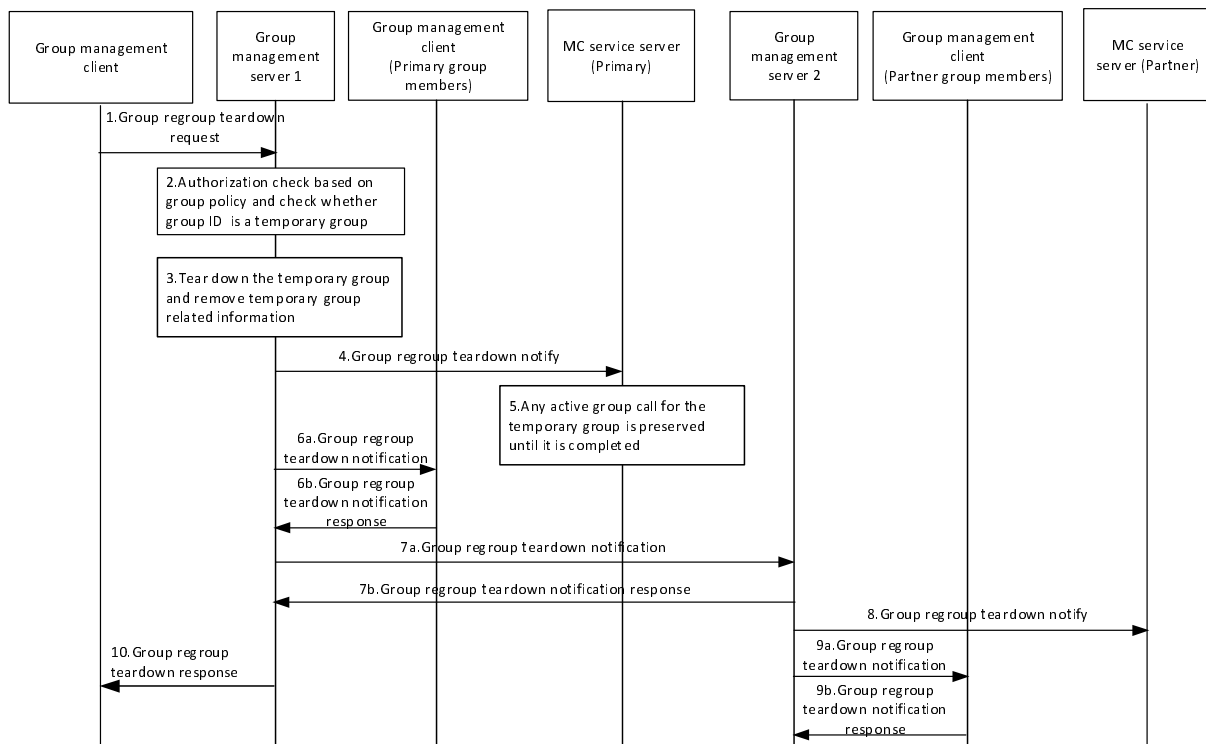 Group management
client
Group
management
server 1
Group management
client
(Primary group
members)
MC service server
(Primary)
Group
management
server 2
Group management
client
(Partner group
members)
MC service
server (Partner)
1.Group regroup teardown
request
2.Authorization check based on
group policy and check whether
group ID is a temporary group
3.Tear down the temporary group
and remove temporary group
related information
4.Group regroup teardown notify
5.Any active group call for the
temporary group is preserved
until it is completed
6a.Group regroup
teardown notification
6b.Group regroup
teardown notification
response
7a.Group regroup teardown notification
7b.Group regroup teardown notification response
8.Group regroup teardown notify
9a.Group regroup
teardown notification
10.Group regroup
teardown response
9b.Group regroup
teardown notification
response